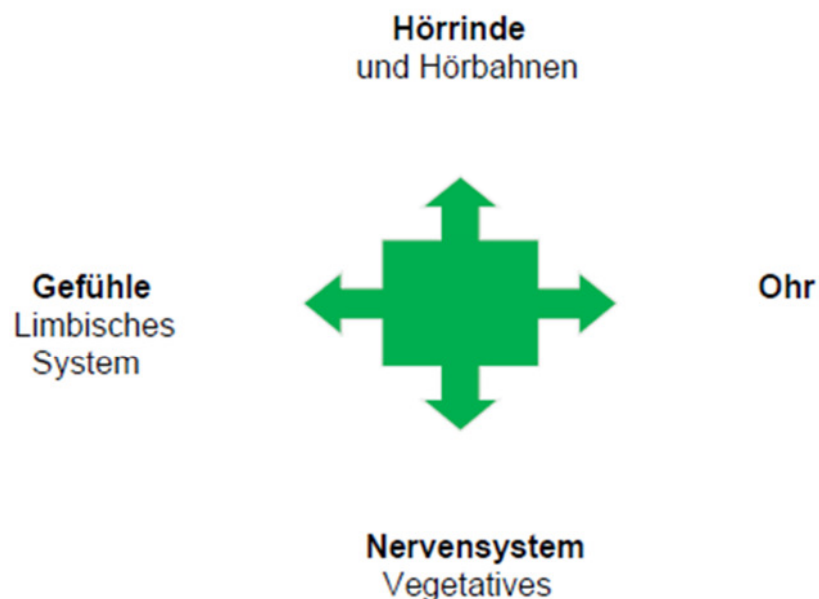 Hörrinde
und Hörbahnen
Gefühle
Limbisches
System
Ohr
Nervensystem
Vegetatives